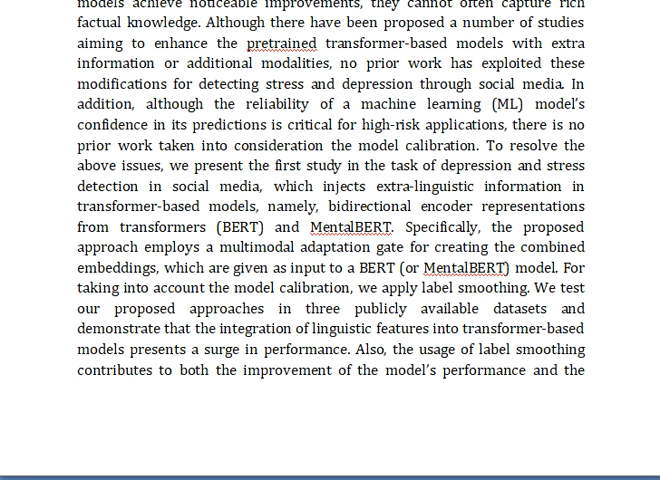 models achieve noticeable improvements, they cannot often capture rich
factual knowledge. Although there have been proposed a number of studies
aiming to enhance the pretrained transformer-based models with extra
information or additional modalities, no prior work has exploited these
modifications for detecting stress and depression through social media. In
addition, although the reliability of a machine learning (ML) model's
confidence in its predictions is critical for high-risk applications, there is no
prior work taken into consideration the model calibration. To resolve the
above issues, we present the first study in the task of depression and stress
detection in social media, which injects extra-linguistic information in
transformer-based models, namely, bidirectional encoder representations
from transformers (BERT) and MentalBERT. Specifically, the proposed
approach employs a multimodal adaptation gate for creating the combined
embeddings, which are given as input to a BERT (or MentalBERT) model. For
taking into account the model calibration, we apply label smoothing. We test
our proposed approaches in three publicly available datasets and
demonstrate that the integration of linguistic features into transformer-based
models presents a surge in performance. Also, the usage of label smoothing
contributes to both the improvement of the model's performance and the